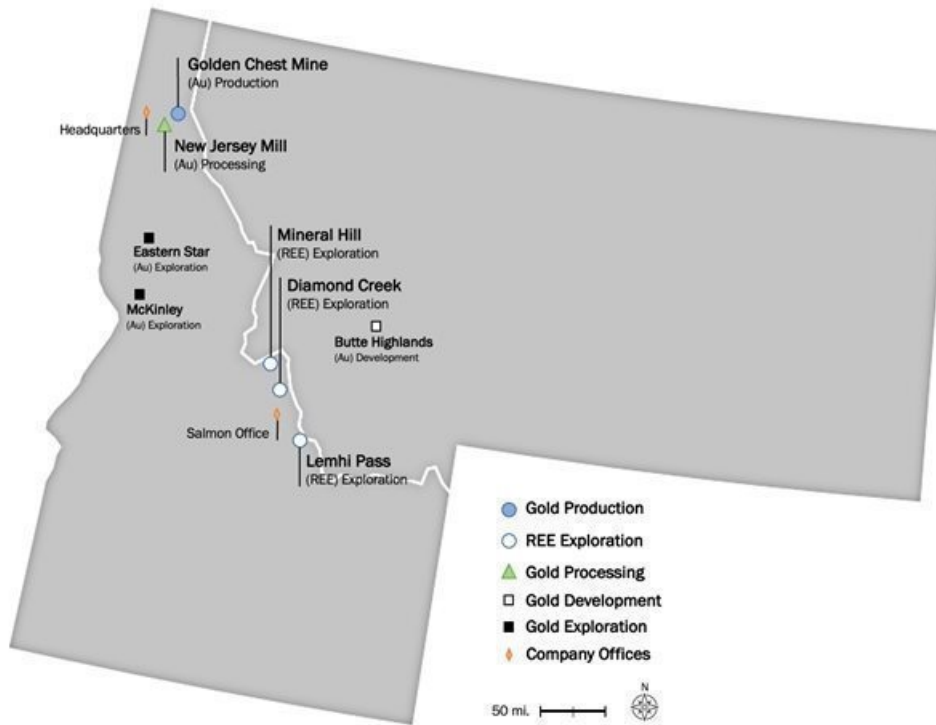 Golden Chest Mine
(Au) Production
Headquarters
New Jersey Mill
(Au) Processing
Mineral Hill
(REE) Exploration
Eastern Star
(Au) Exploration
Diamond Creek
(REE) Exploration
McKinley
(Au) Exploration
Butte Highlands
(Au) Development
Salmon Office
Lemhi Pass
(REE) Exploration
Gold Production
REE Exploration
Gold Processing
Gold Development
Gold Exploration
Company Offices
50 mi.
N